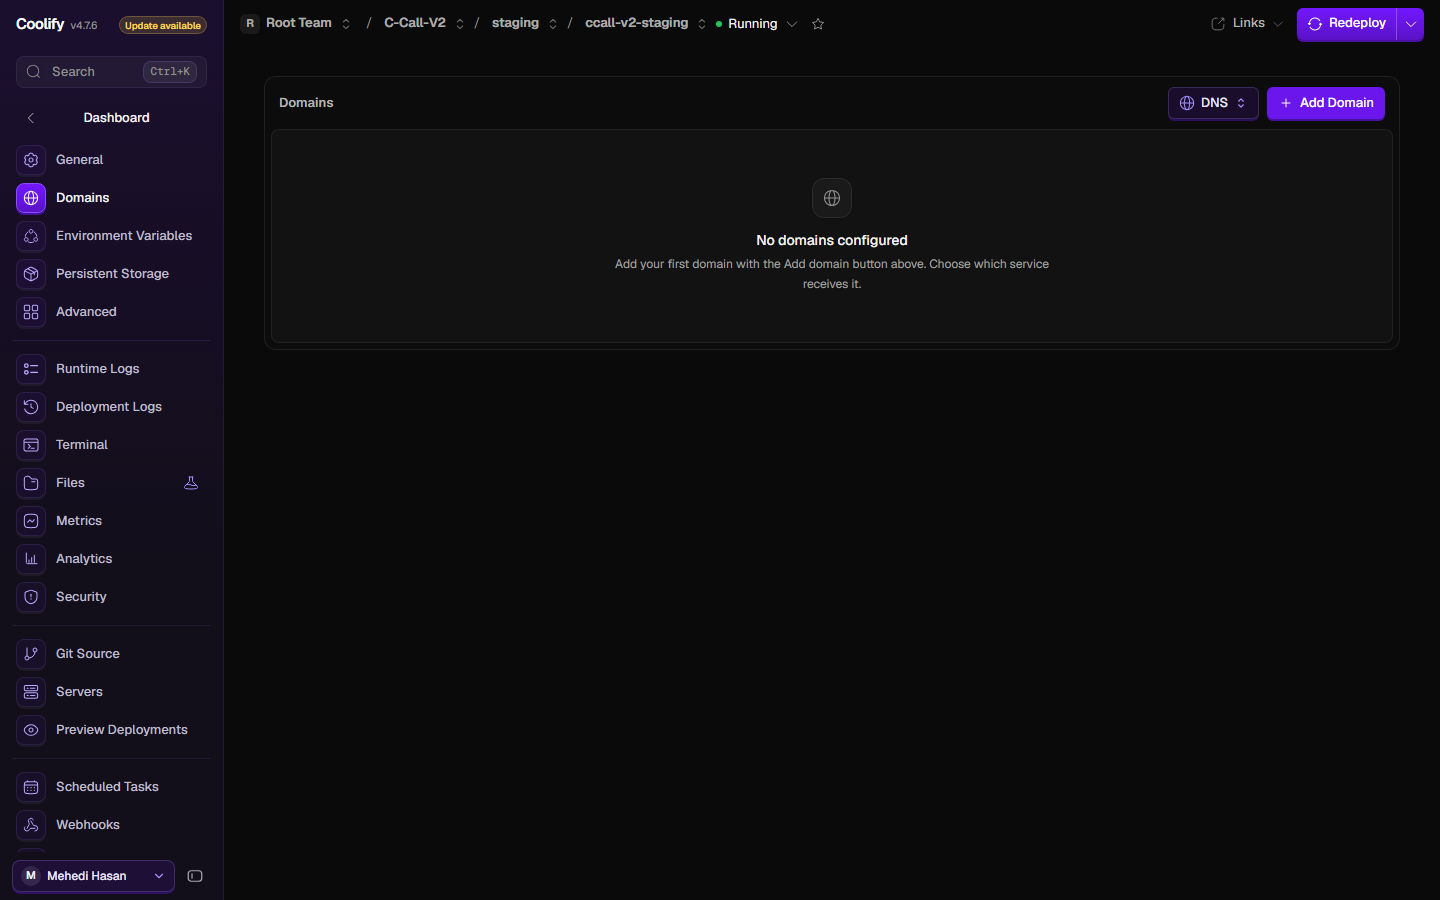 Coolify v4.7.6 Update available
Search Ctrl+K
Dashboard
General
Domains
Environment Variables
Persistent Storage
Advanced
Runtime Logs
Deployment Logs
Terminal
Files
Metrics
Analytics
Security
Git Source
Servers
Preview Deployments
Scheduled Tasks
Webhooks
M Mehedi Hasan
R Root Team / C-Call-V2 / staging / ccall-v2-staging Running
Links Redeploy
Domains
DNS
Add Domain
No domains configured
Add your first domain with the Add domain button above. Choose which service
receives it.